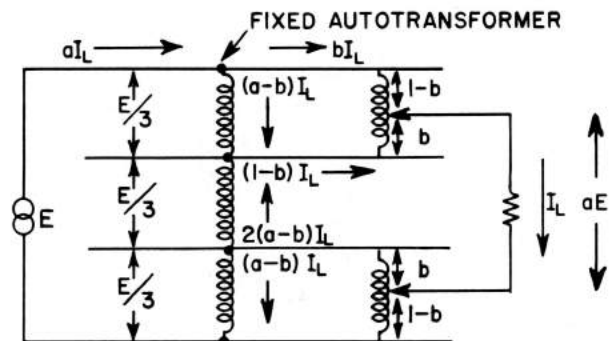 FIXED AUTOTRANSFORMER
aI_L
bI_L
E/3
(a-b) I_L
1-b
b
(1-b) I_L
E
E/3
I_L
aE
2(a-b) I_L
(a-b) I_L
b
E/3
1-b